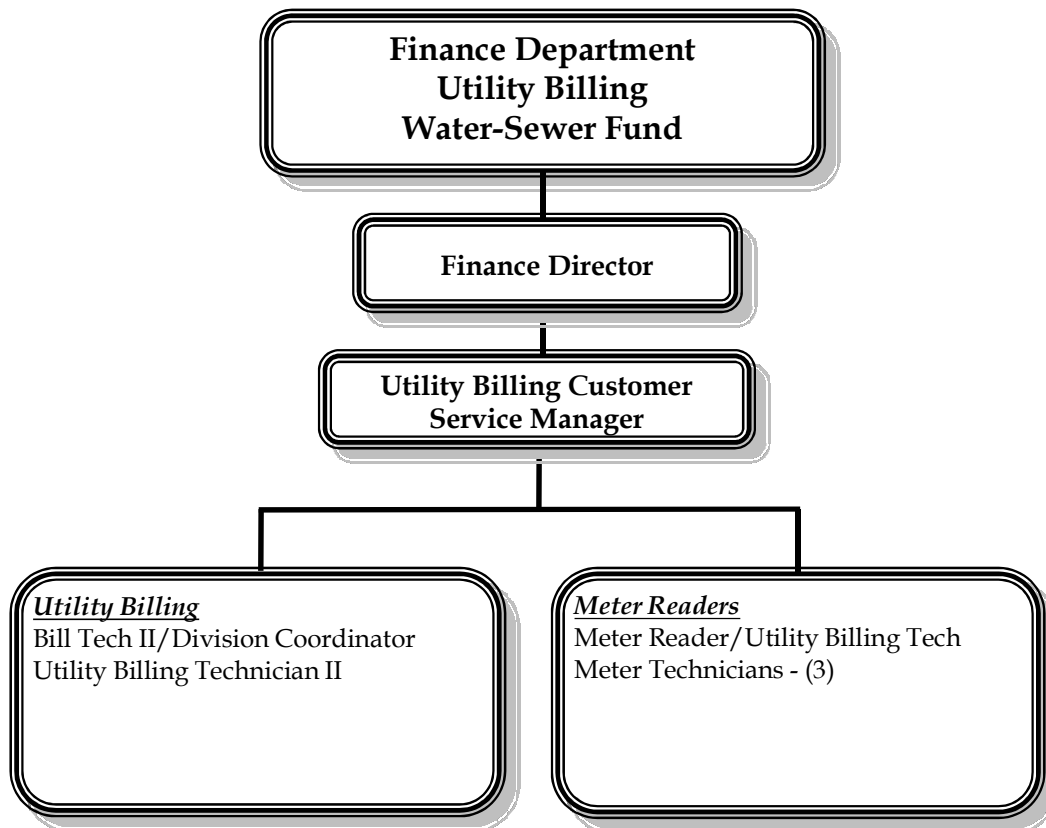 Finance Department
Utility Billing
Water-Sewer Fund
Finance Director
Utility Billing Customer
Service Manager
Utility Billing
Bill Tech II/Division Coordinator
Utility Billing Technician II
Meter Readers
Meter Reader/Utility Billing Tech
Meter Technicians - (3)